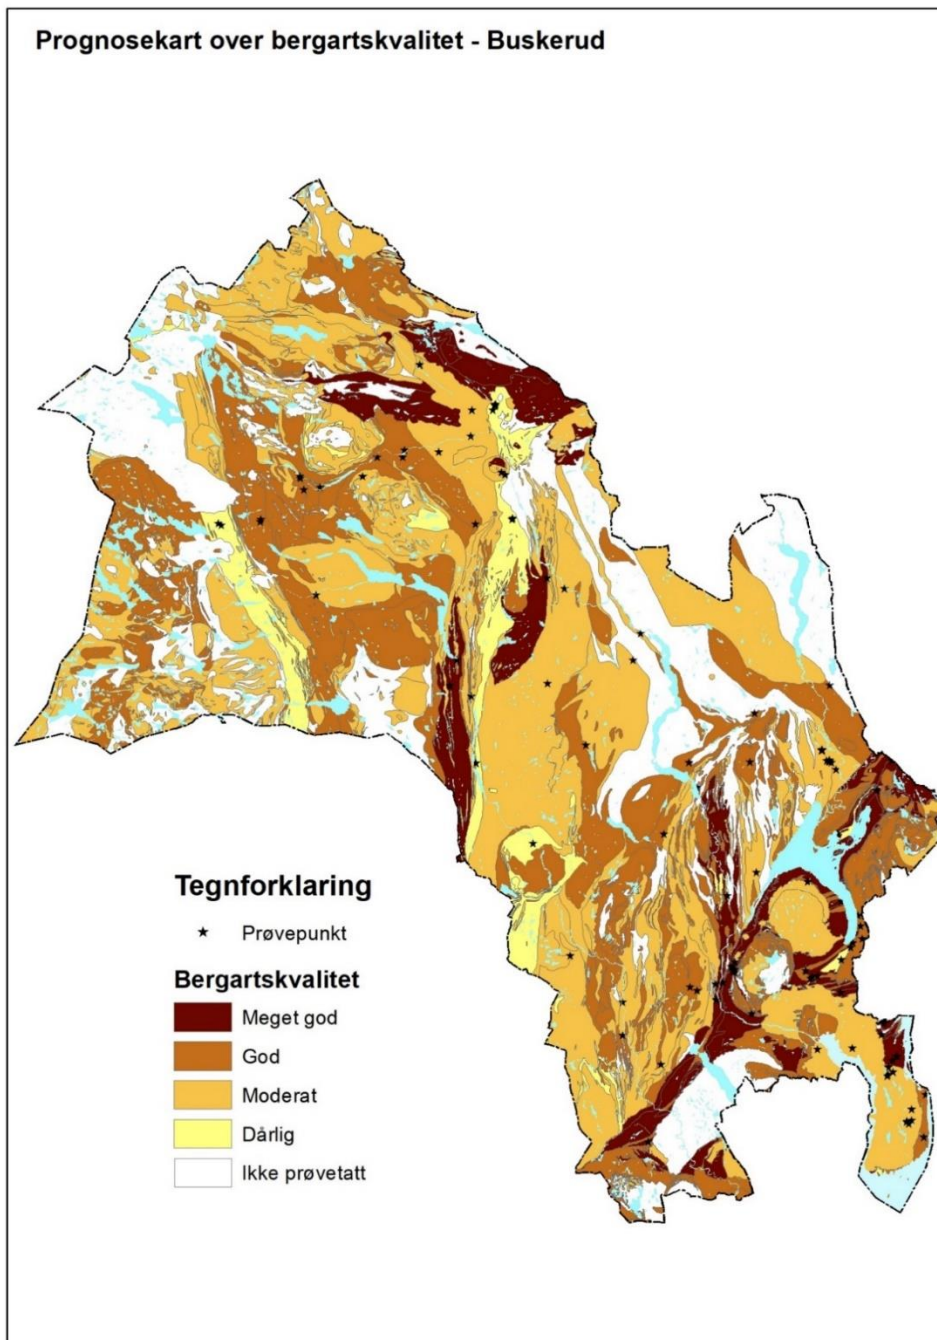 Prognosekart over bergartskvalitet - Buskerud
Tegnforklaring
Prøvepunkt
Bergartskvalitet
Meget god
God
Moderat
Dårlig
Ikke prøvetatt